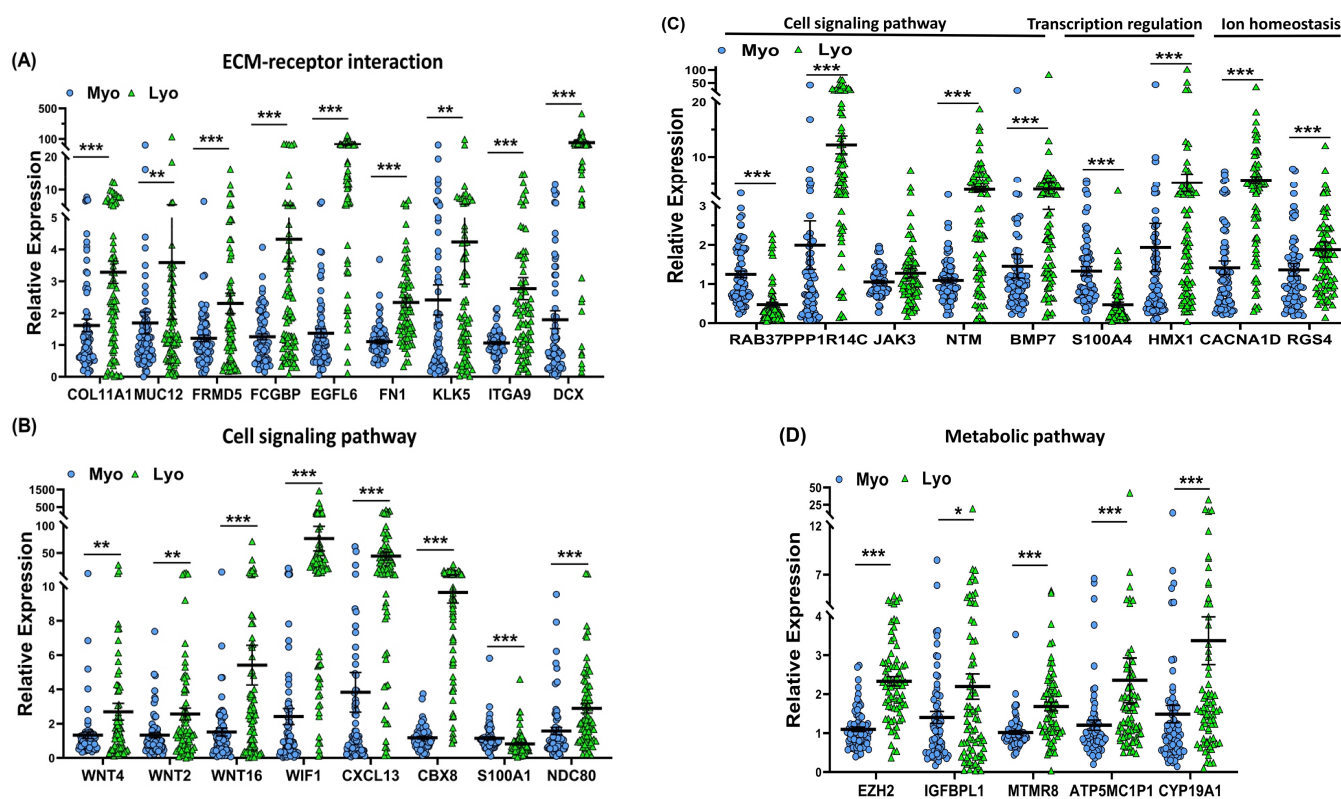 (A)
ECM-receptor interaction
Myo Lyo
500
100
20
10
5
4
3
2
1
0
Relative Expression
*** ** *** *** *** *** ** *** ***
COL11A1 MUC12 FRMD5 FCGBP EGFL6 FN1 KLK5 ITGA9 DCX
(B)
Cell signaling pathway
Myo Lyo
1500
500
100
50
10
8
6
4
2
0
Relative Expression
** ** *** *** *** *** *** ***
WNT4 WNT2 WNT16 WIF1 CXCL13 CBX8 S100A1 NDC80
(C)
Cell signaling pathway Transcription regulation Ion homeostasis
Myo Lyo
100
50
20
10
3
2
1
0
Relative Expression
*** *** *** *** *** *** *** ***
RAB37 PPP1R14C JAK3 NTM BMP7 S100A4 HMX1 CACNA1D RGS4
(D)
Metabolic pathway
Myo Lyo
50
25
12
7
4
3
2
1
0
Relative Expression
*** * *** *** ***
EZH2 IGFBPL1 MTMR8 ATP5MC1P1 CYP19A1